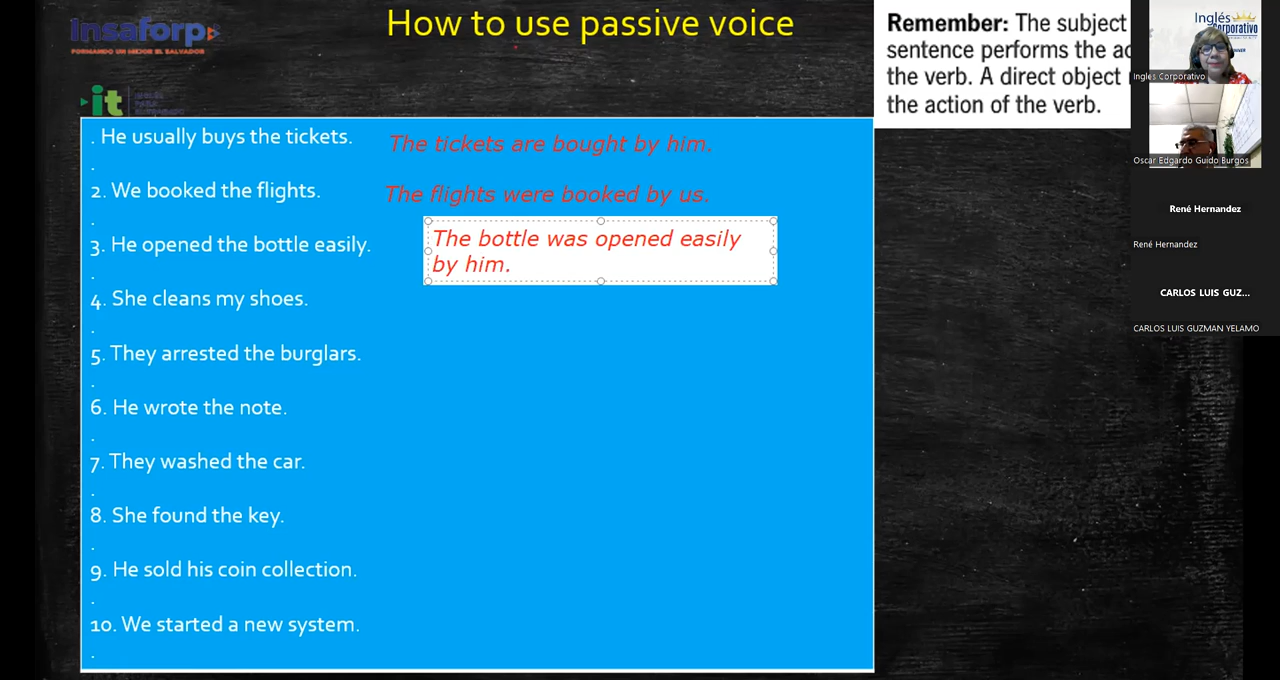 Insaforp
FORMANDO UN MEJOR EL SALVADOR
How to use passive voice
Remember: The subject
sentence performs the ac
the verb. A direct object
the action of the verb.
it
. He usually buys the tickets.
The tickets are bought by him.
.
2. We booked the flights.
The flights were booked by us.
.
3. He opened the bottle easily.
The bottle was opened easily
by him.
.
4. She cleans my shoes.
.
5. They arrested the burglars.
.
6. He wrote the note.
.
7. They washed the car.
.
8. She found the key.
.
9. He sold his coin collection.
.
10. We started a new system.
.
Inglés
Corporativo
Ingles Corporativo
Oscar Edgardo Guido Burgos
René Hernandez
René Hernandez
CARLOS LUIS GUZ...
CARLOS LUIS GUZMAN YELAMO